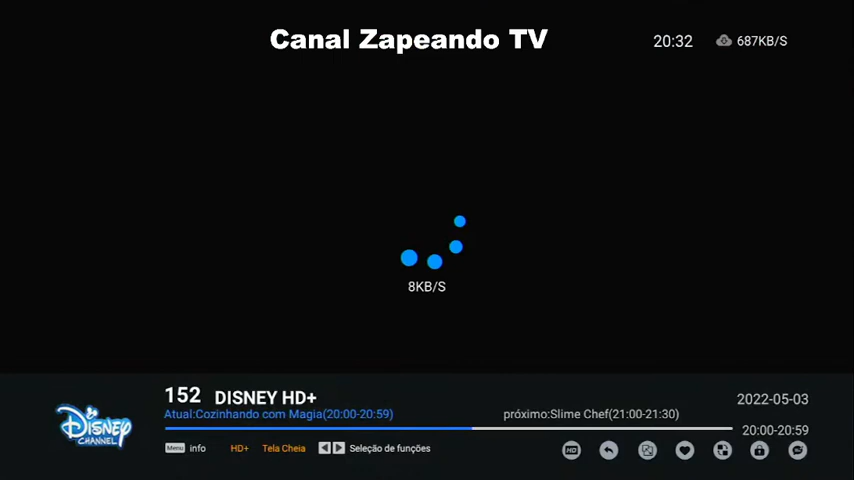 Canal Zapeando TV
20:32
687KB/S
8KB/S
152 DISNEY HD+
2022-05-03
Atual:Cozinhando com Magia(20:00-20:59)
próximo:Slime Chef(21:00-21:30)
20:00-20:59
DISNEY
CHANNEL
Menu info HD+ Tela Cheia Seleção de funções
HD